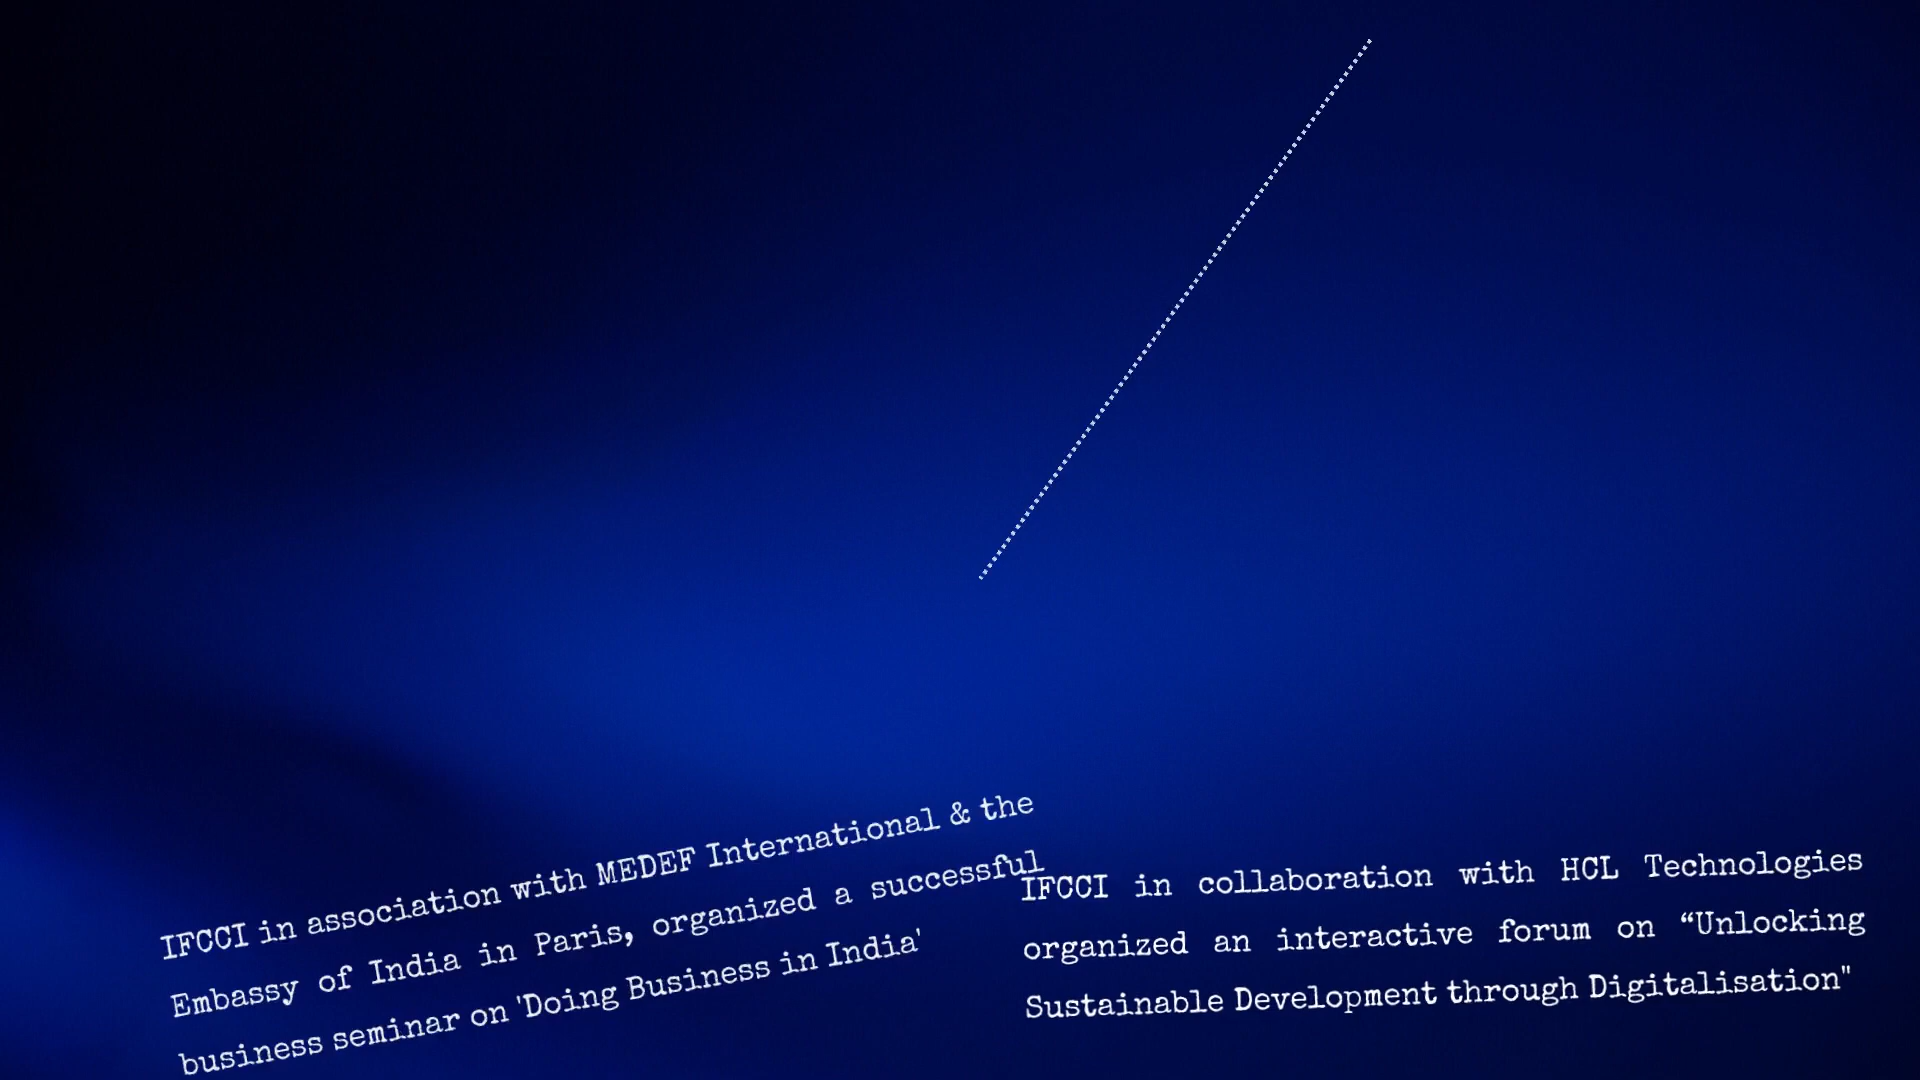 IFCCI in association with MEDEF International & the
Embassy of India in Paris, organized a successful
business seminar on 'Doing Business in India'
IFCCI in collaboration with HCL Technologies
organized an interactive forum on “Unlocking
Sustainable Development through Digitalisation"